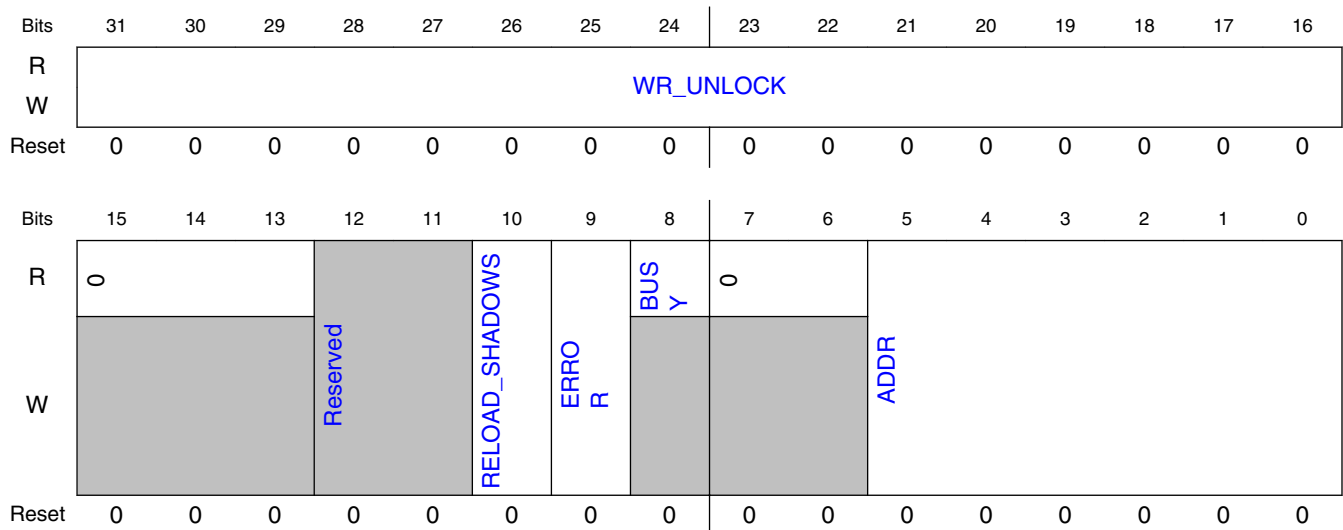 Bits 31 30 29 28 27 26 25 24 23 22 21 20 19 18 17 16
R
WR_UNLOCK
W
Reset 0 0 0 0 0 0 0 0 0 0 0 0 0 0 0 0
Bits 15 14 13 12 11 10 9 8 7 6 5 4 3 2 1 0
R 0 BUS Y 0
W Reserved RELOAD_SHADOWS ERRO R ADDR
Reset 0 0 0 0 0 0 0 0 0 0 0 0 0 0 0 0